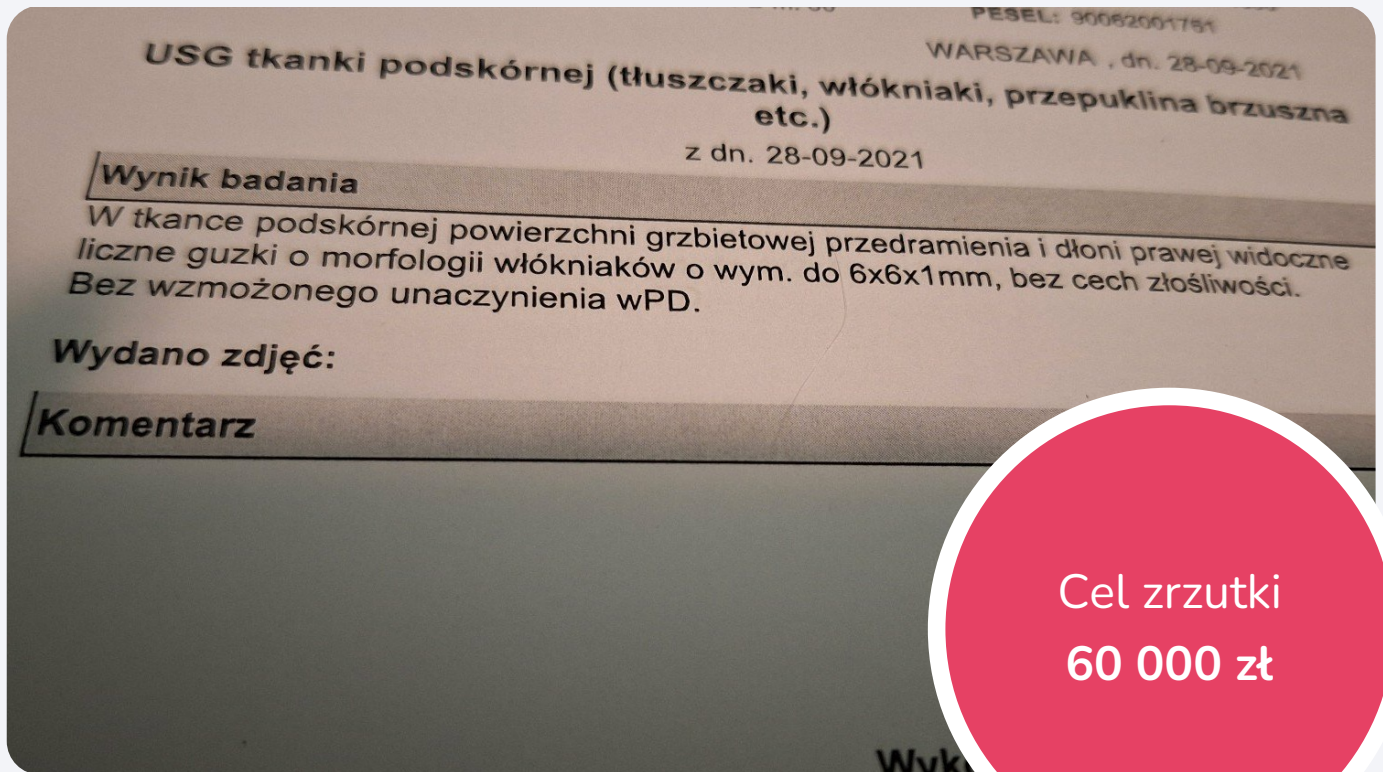 PESEL: 90062001761
WARSZAWA , dn. 28-09-2021
USG tkanki podskórnej (tłuszczaki, włókniaki, przepuklina brzuszna
etc.)
z dn. 28-09-2021
Wynik badania
W tkance podskórnej powierzchni grzbietowej przedramienia i dłoni prawej widoczne
liczne guzki o morfologii włókniaków o wym. do 6x6x1mm, bez cech złośliwości.
Bez wzmożonego unaczynienia wPD.
Wydano zdjęć:
Komentarz
Cel zrzutki
60 000 zł